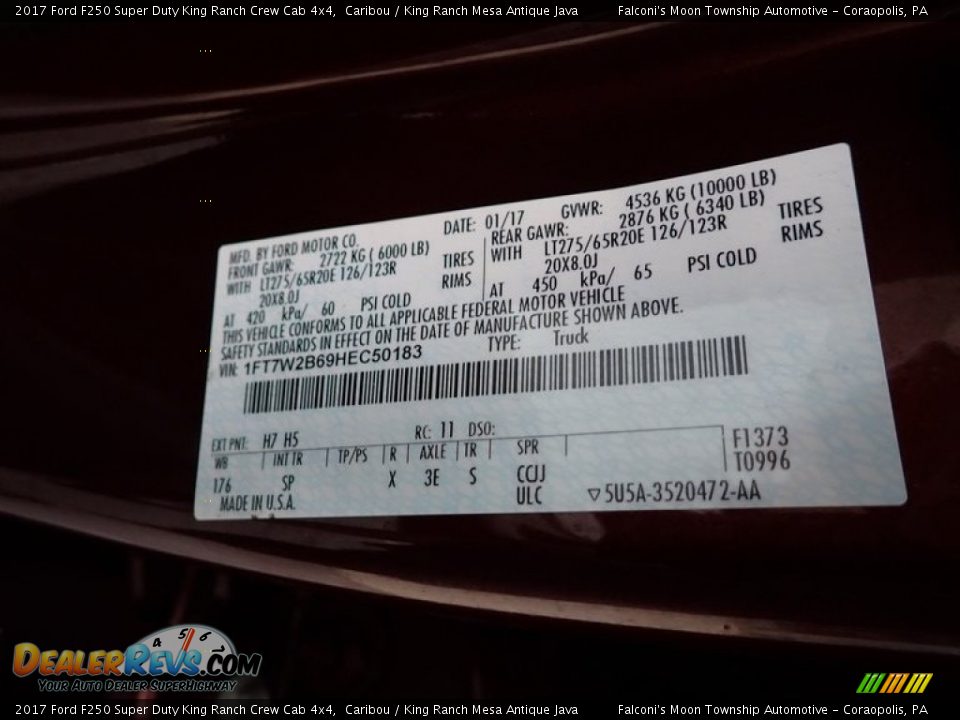 2017 Ford F250 Super Duty King Ranch Crew Cab 4x4, Caribou / King Ranch Mesa Antique Java Falconi's Moon Township Automotive - Coraopolis, PA
MFD. BY FORD MOTOR CO. DATE: 01/17 GVWR: 4536 KG (10000 LB)
FRONT GAWR: 2722 KG ( 6000 LB) REAR GAWR: 2876 KG ( 6340 LB)
WITH LT275/65R20E 126/123R TIRES WITH LT275/65R20E 126/123R TIRES
20X8.0J RIMS 20X8.0J RIMS
AT 420 kPa/ 60 PSI COLD AT 450 kPa/ 65 PSI COLD
THIS VEHICLE CONFORMS TO ALL APPLICABLE FEDERAL MOTOR VEHICLE
SAFETY STANDARDS IN EFFECT ON THE DATE OF MANUFACTURE SHOWN ABOVE.
VIN: 1FT7W2B69HEC50183 TYPE: Truck
EXT PNT: H7 H5 RC: 11 DSO: F1373
WB INT TR TP/PS R AXLE TR SPR T0996
176 SP X 3E S CCJJ
MADE IN U.S.A. ULC 5U5A-3520472-AA
4 5 6
DEALERREVS.COM
YOUR AUTO DEALER SUPERHIGHWAY
2017 Ford F250 Super Duty King Ranch Crew Cab 4x4, Caribou / King Ranch Mesa Antique Java Falconi's Moon Township Automotive - Coraopolis, PA